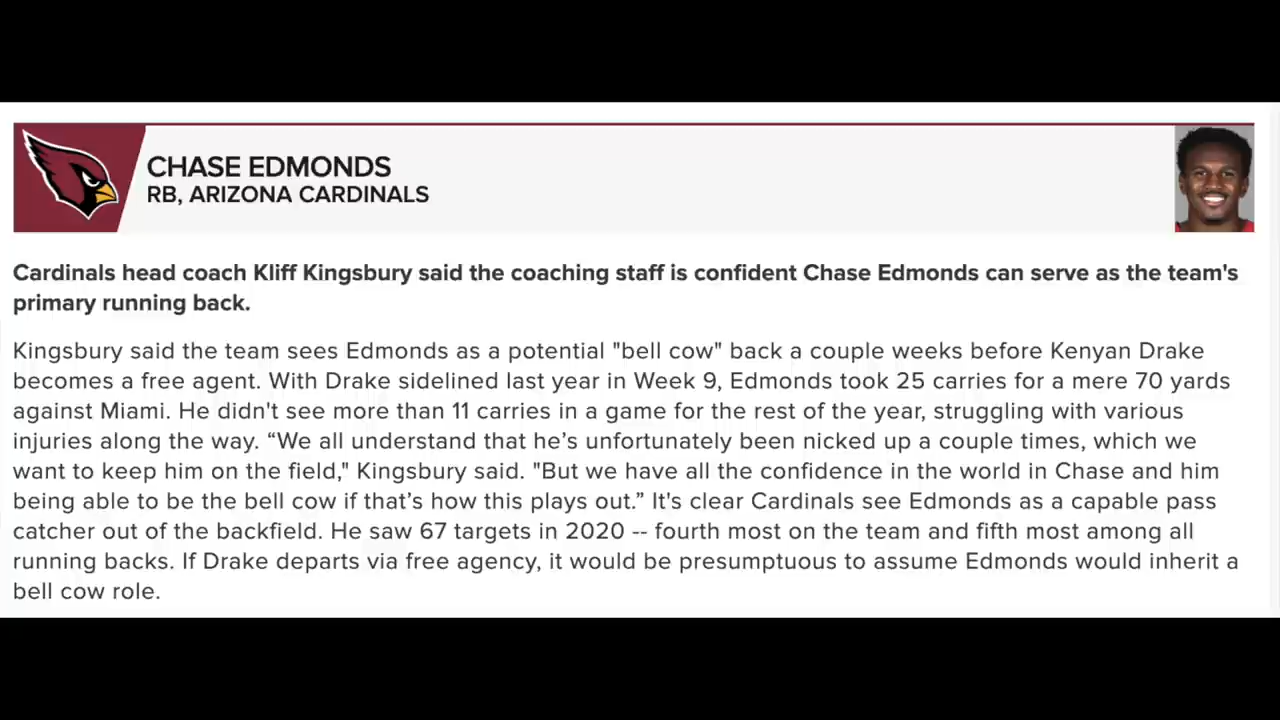 CHASE EDMONDS
RB, ARIZONA CARDINALS
Cardinals head coach Kliff Kingsbury said the coaching staff is confident Chase Edmonds can serve as the team's
primary running back.
Kingsbury said the team sees Edmonds as a potential "bell cow" back a couple weeks before Kenyan Drake
becomes a free agent. With Drake sidelined last year in Week 9, Edmonds took 25 carries for a mere 70 yards
against Miami. He didn't see more than 11 carries in a game for the rest of the year, struggling with various
injuries along the way. “We all understand that he’s unfortunately been nicked up a couple times, which we
want to keep him on the field," Kingsbury said. "But we have all the confidence in the world in Chase and him
being able to be the bell cow if that’s how this plays out.” It's clear Cardinals see Edmonds as a capable pass
catcher out of the backfield. He saw 67 targets in 2020 -- fourth most on the team and fifth most among all
running backs. If Drake departs via free agency, it would be presumptuous to assume Edmonds would inherit a
bell cow role.